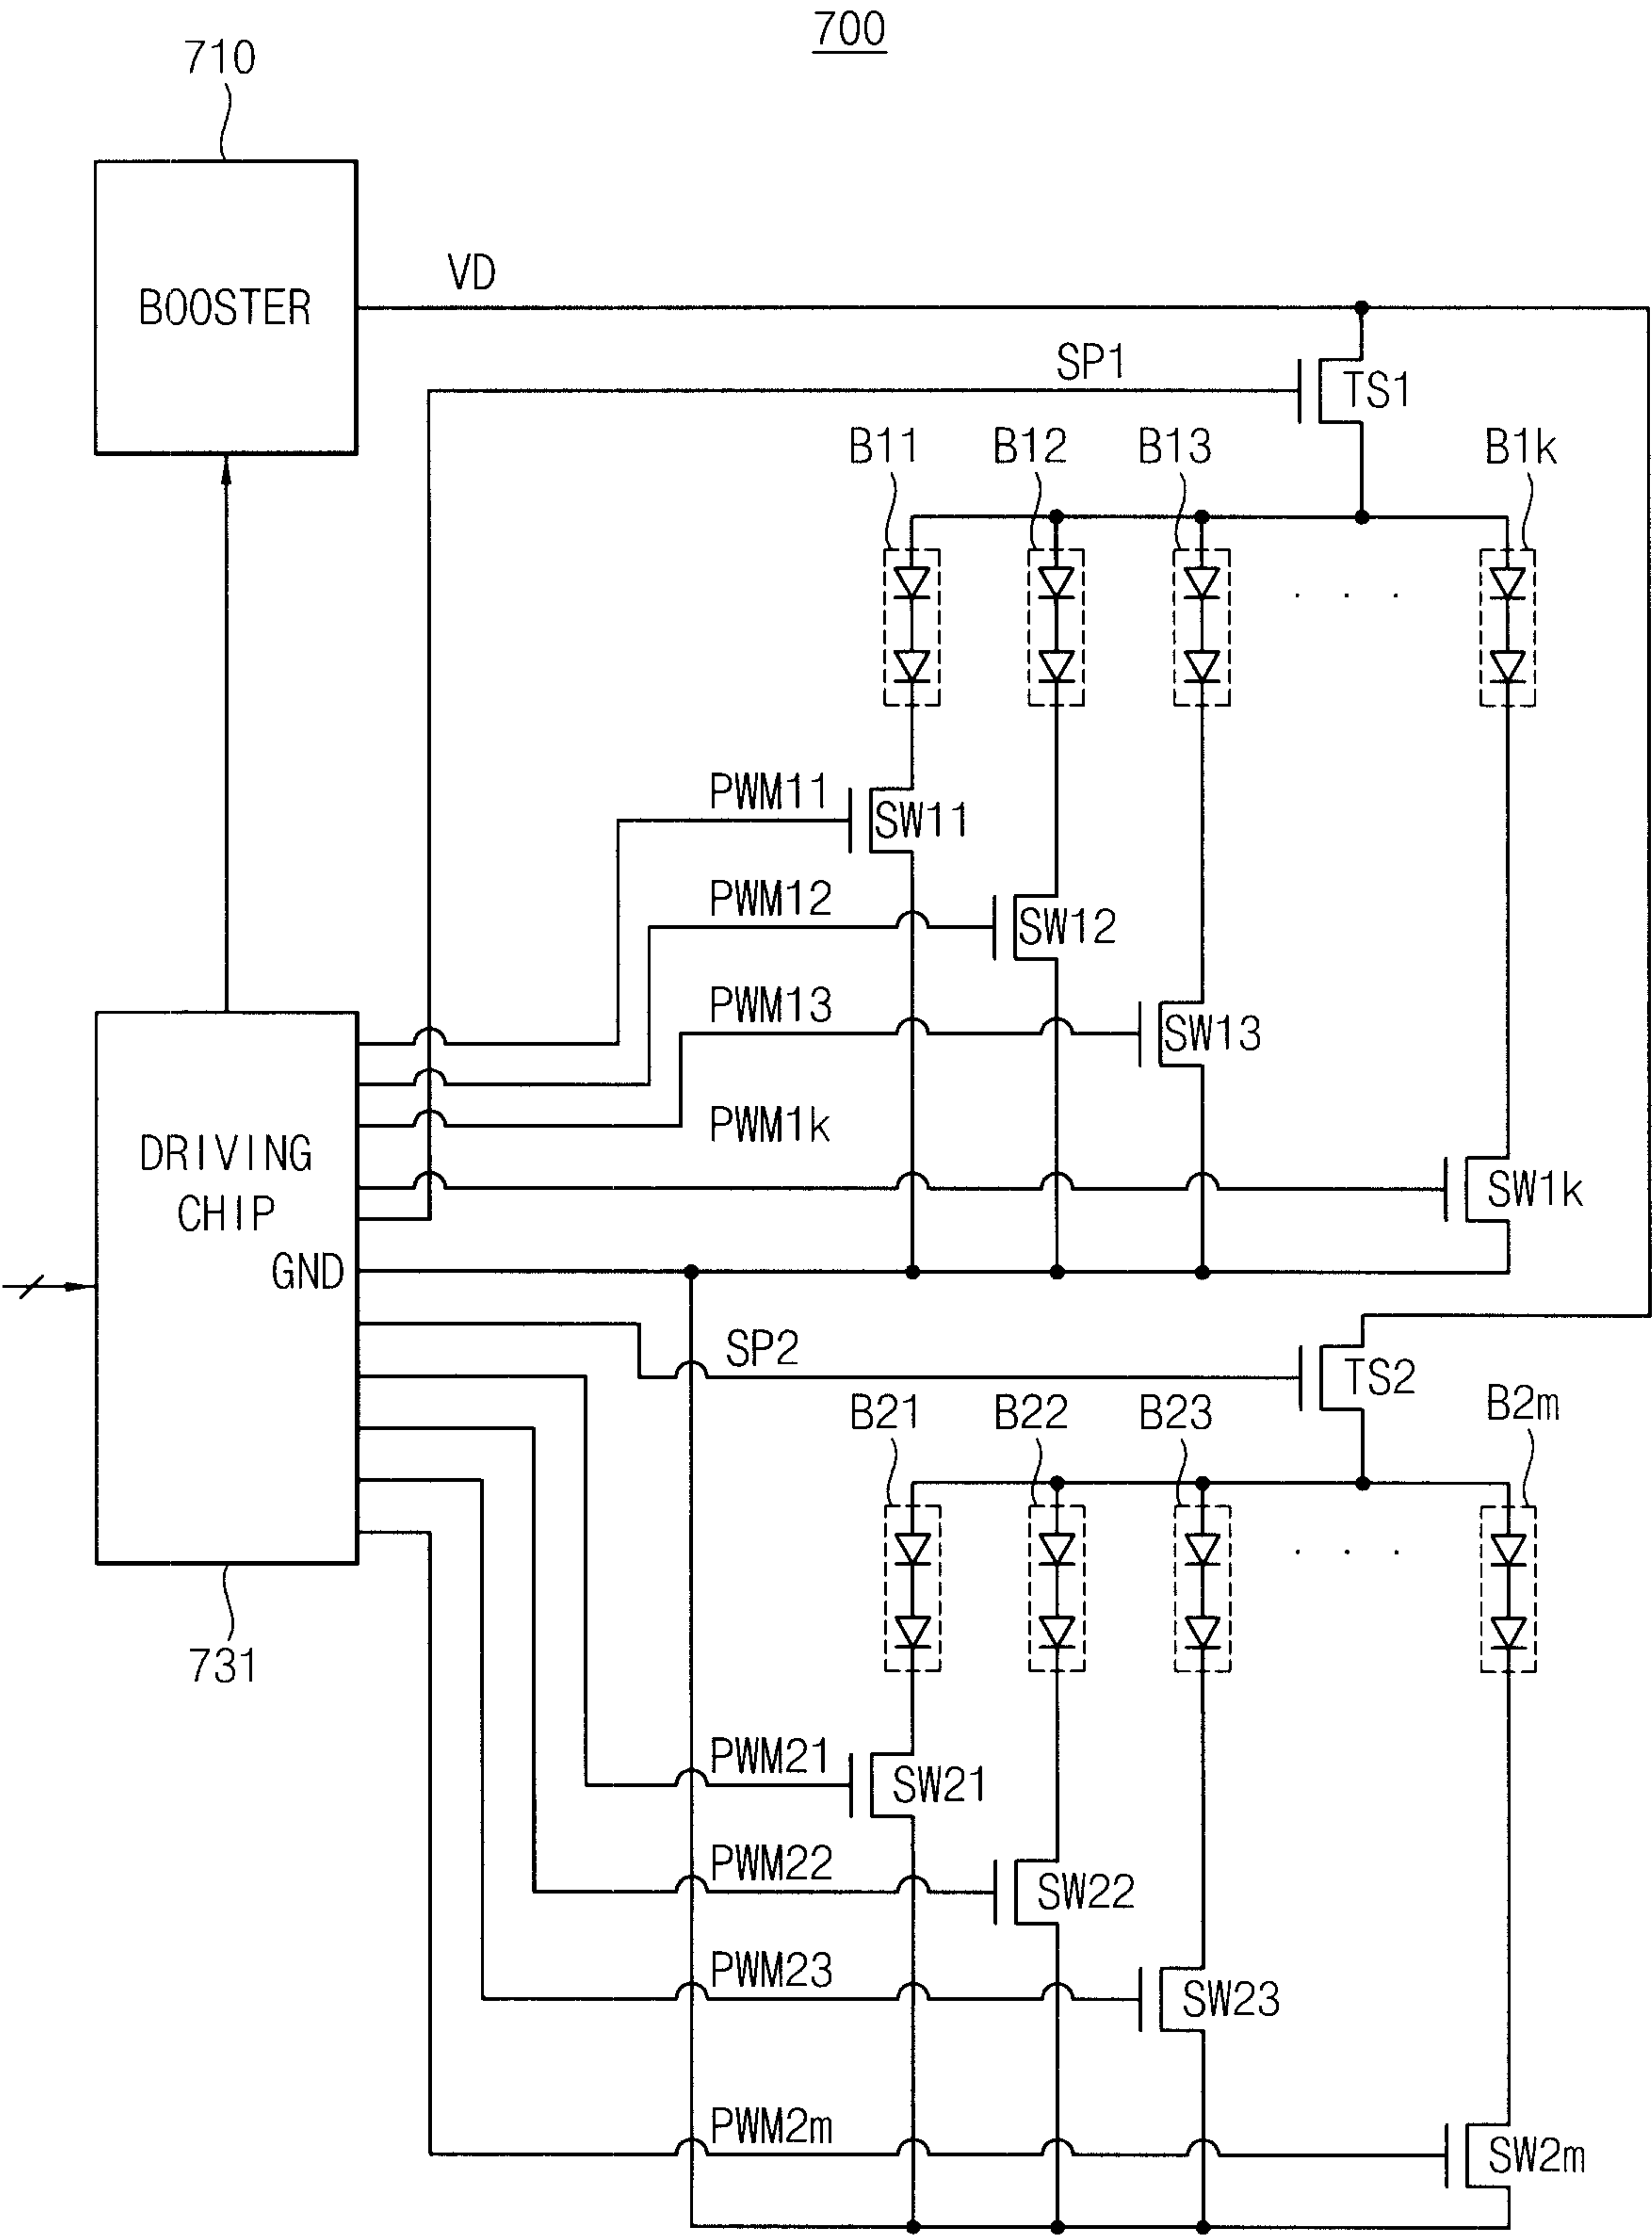 700
710
BOOSTER
VD
SP1
TS1
B11
B12
B13
B1k
PWM11
SW11
PWM12
SW12
PWM13
SW13
PWM1k
SW1k
DRIVING
CHIP
GND
SP2
TS2
B21
B22
B23
B2m
731
PWM21
SW21
PWM22
SW22
PWM23
SW23
PWM2m
SW2m